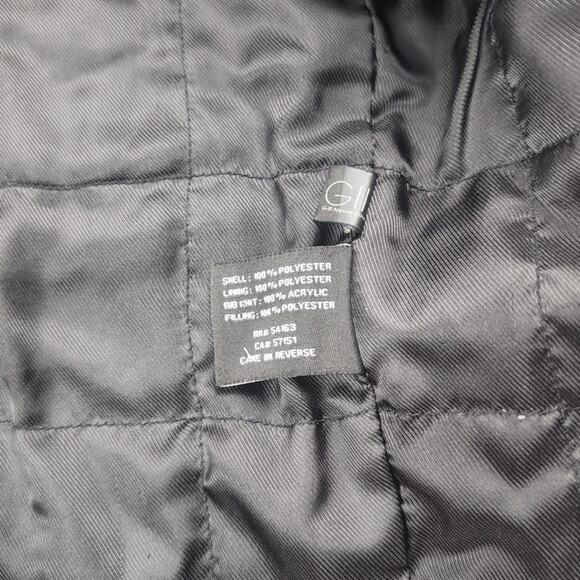 GIII
SHELL: 100% POLYESTER
LINING: 100% POLYESTER
RIB KNIT: 100% ACRYLIC
FILLING: 100% POLYESTER
RN# 54163
CA# 57151
CARE ON REVERSE